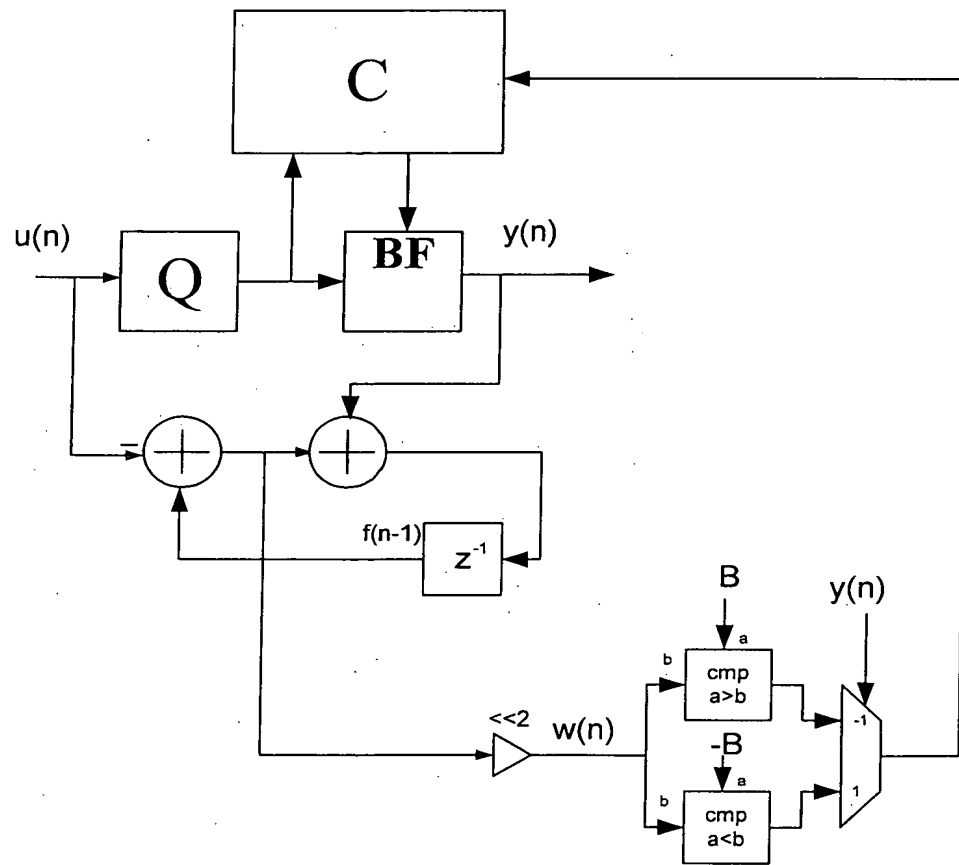 C
u(n)
Q
BF
y(n)
−
+
+
f(n-1)
z⁻¹
<<2
w(n)
B
a
b
cmp
a>b
-B
a
b
cmp
a<b
y(n)
-1
1